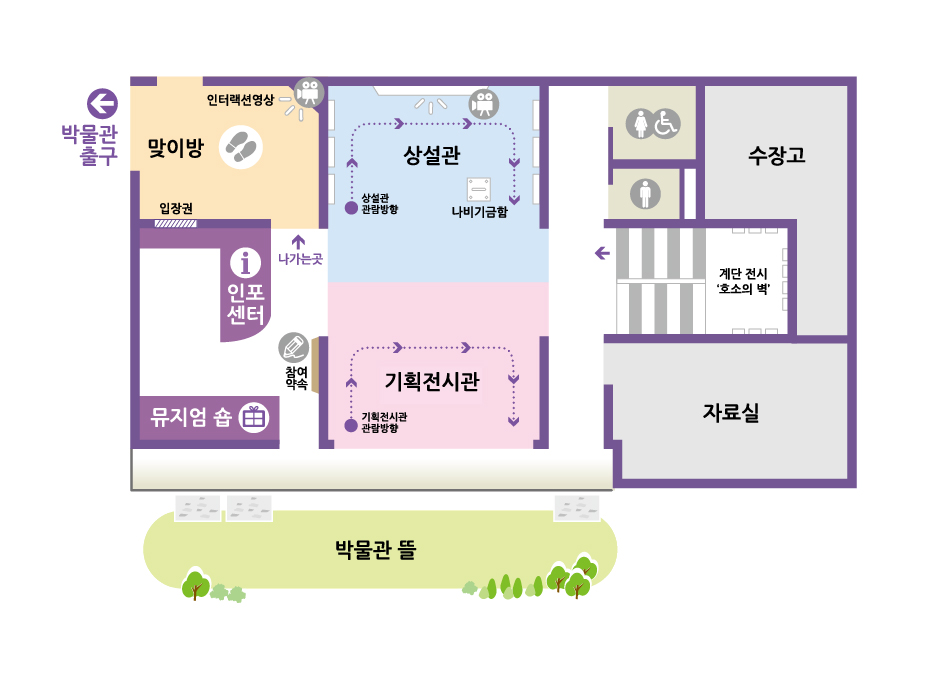 인터랙션영상
박물관
출구
맞이방
상설관
수장고
상설관
관람방향
나비기금함
입장권
나가는곳
계단 전시
‘호소의 벽’
인포
센터
참여
약속
기획전시관
뮤지엄 숍
기획전시관
관람방향
자료실
박물관 뜰